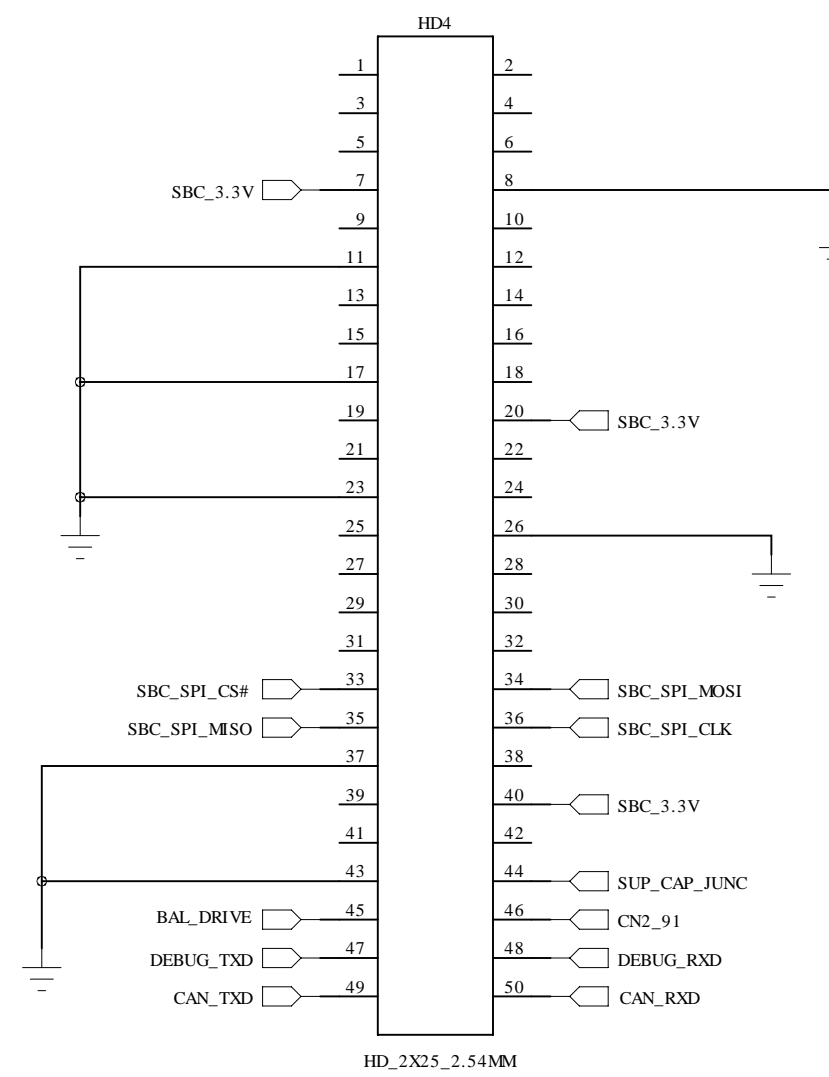 HD4
1 2
3 4
5 6
SBC_3.3V 7 8
9 10
11 12
13 14
15 16
17 18
19 20 SBC_3.3V
21 22
23 24
25 26
27 28
29 30
31 32
SBC_SPI_CS# 33 34 SBC_SPI_MOSI
SBC_SPI_MISO 35 36 SBC_SPI_CLK
37 38
39 40 SBC_3.3V
41 42
43 44 SUP_CAP_JUNC
BAL_DRIVE 45 46 CN2_91
DEBUG_TXD 47 48 DEBUG_RXD
CAN_TXD 49 50 CAN_RXD
HD_2X25_2.54MM